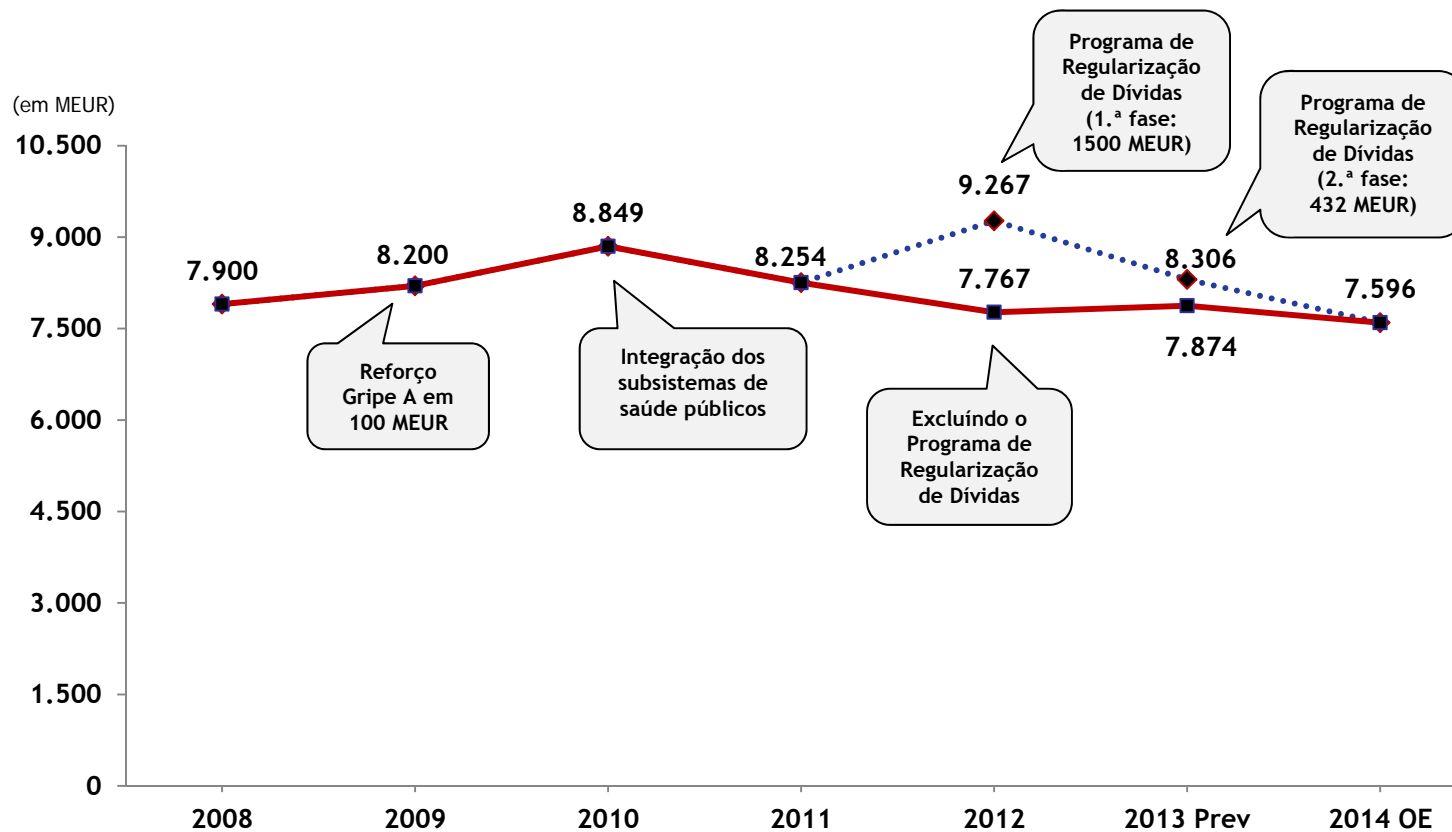 (em MEUR)
10.500
9.000
7.500
6.000
4.500
3.000
1.500
0
7.900
8.200
8.849
8.254
9.267
7.767
8.306
7.874
7.596
Reforço
Gripe A em
100 MEUR
Integração dos
subsistemas de
saúde públicos
Programa de
Regularização
de Dívidas
(1.ª fase:
1500 MEUR)
Excluíndo o
Programa de
Regularização
de Dívidas
Programa de
Regularização
de Dívidas
(2.ª fase:
432 MEUR)
2008
2009
2010
2011
2012
2013 Prev
2014 OE